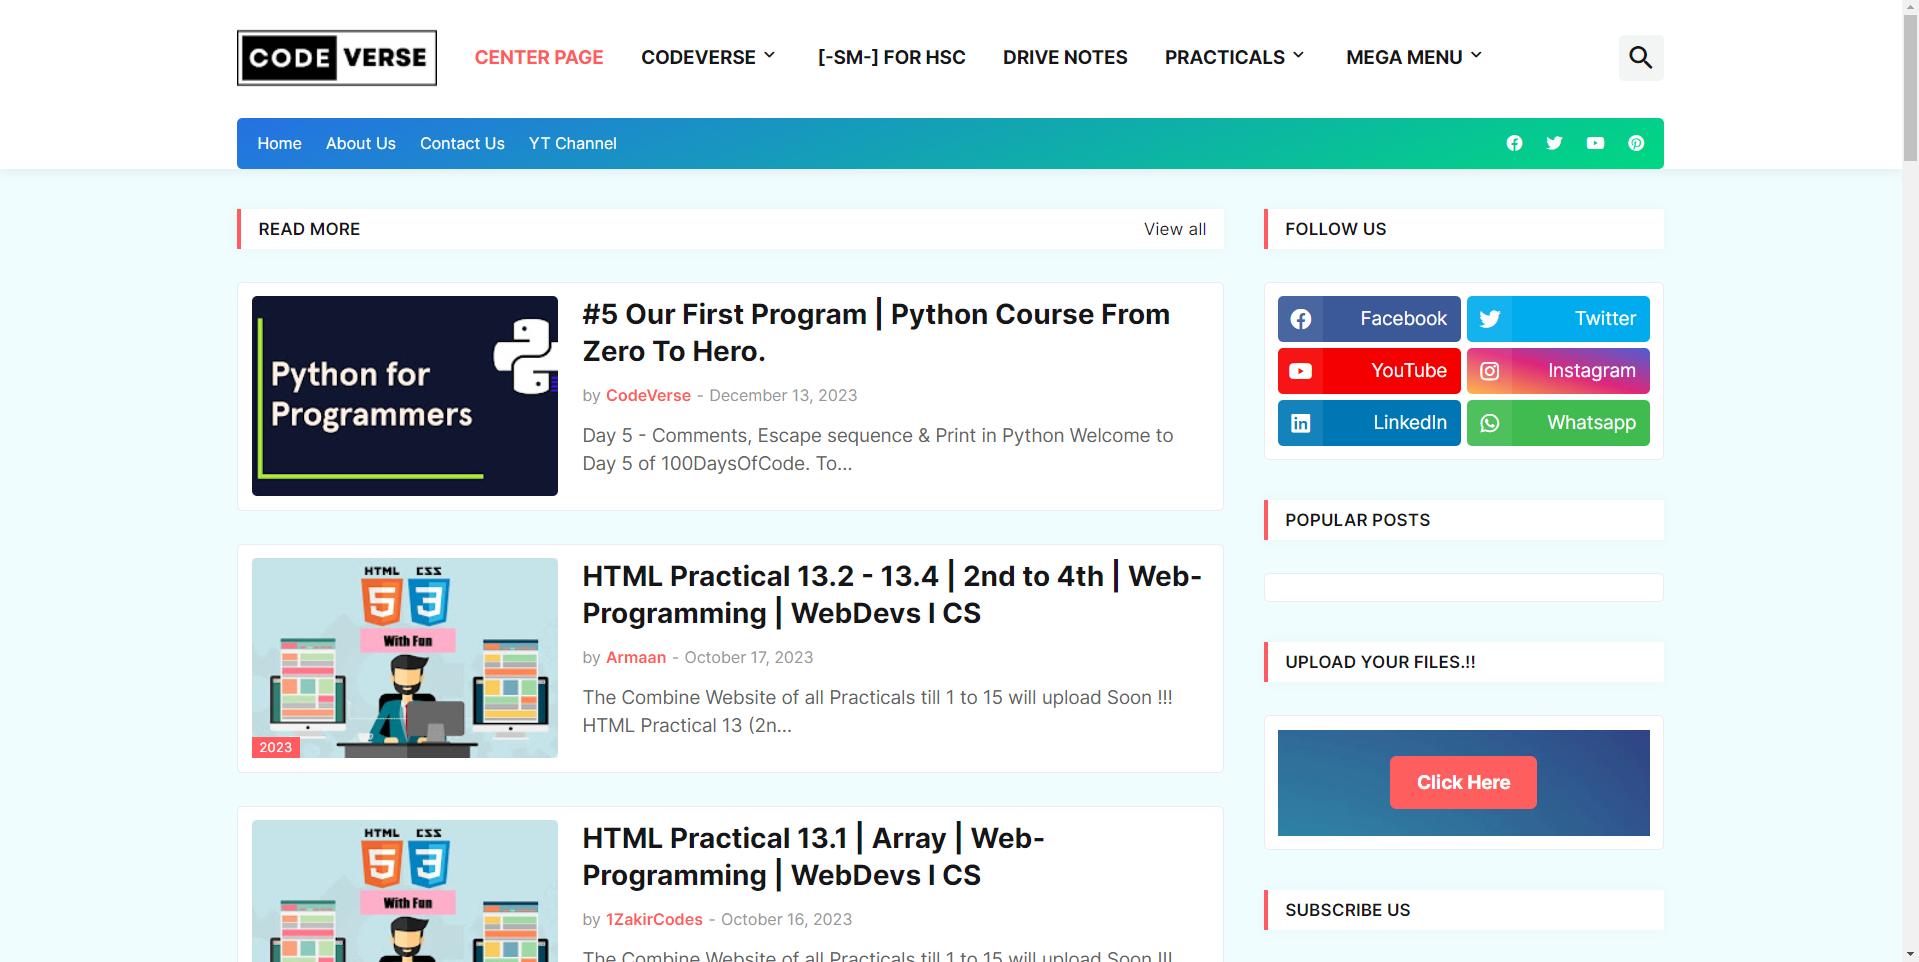 CODE VERSE
CENTER PAGE
CODEVERSE
[-SM-] FOR HSC
DRIVE NOTES
PRACTICALS
MEGA MENU
Home
About Us
Contact Us
YT Channel
READ MORE
View all
Python for
Programmers
#5 Our First Program | Python Course From
Zero To Hero.
by CodeVerse - December 13, 2023
Day 5 - Comments, Escape sequence & Print in Python Welcome to
Day 5 of 100DaysOfCode. To...
HTML CSS
5 3
With Fun
2023
HTML Practical 13.2 - 13.4 | 2nd to 4th | Web-
Programming | WebDevs I CS
by Armaan - October 17, 2023
The Combine Website of all Practicals till 1 to 15 will upload Soon !!!
HTML Practical 13 (2n...
HTML CSS
5 3
With Fun
HTML Practical 13.1 | Array | Web-
Programming | WebDevs I CS
by 1ZakirCodes - October 16, 2023
The Combine Website of all Practicals till 1 to 15 will upload Soon !!!
FOLLOW US
Facebook
Twitter
YouTube
Instagram
LinkedIn
Whatsapp
POPULAR POSTS
UPLOAD YOUR FILES.!!
Click Here
SUBSCRIBE US